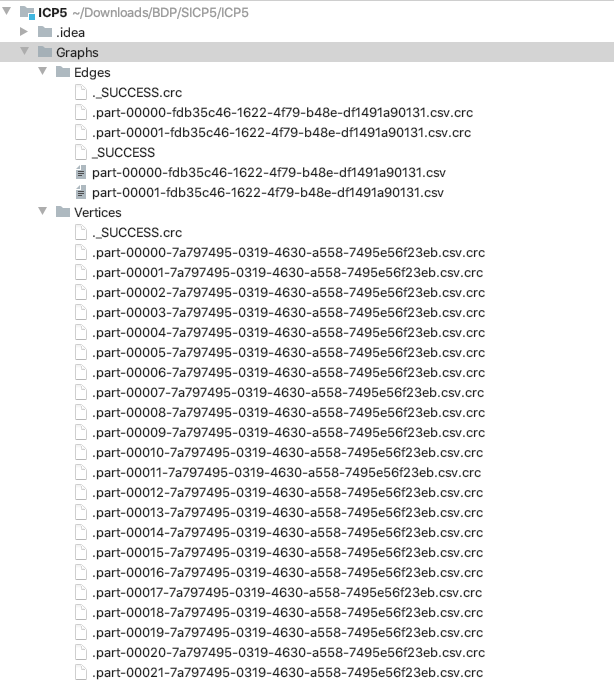 ICP5 ~/Downloads/BDP/SICP5/ICP5
.idea
Graphs
Edges
._SUCCESS.crc
.part-00000-fdb35c46-1622-4f79-b48e-df1491a90131.csv.crc
.part-00001-fdb35c46-1622-4f79-b48e-df1491a90131.csv.crc
_SUCCESS
part-00000-fdb35c46-1622-4f79-b48e-df1491a90131.csv
part-00001-fdb35c46-1622-4f79-b48e-df1491a90131.csv
Vertices
._SUCCESS.crc
.part-00000-7a797495-0319-4630-a558-7495e56f23eb.csv.crc
.part-00001-7a797495-0319-4630-a558-7495e56f23eb.csv.crc
.part-00002-7a797495-0319-4630-a558-7495e56f23eb.csv.crc
.part-00003-7a797495-0319-4630-a558-7495e56f23eb.csv.crc
.part-00004-7a797495-0319-4630-a558-7495e56f23eb.csv.crc
.part-00005-7a797495-0319-4630-a558-7495e56f23eb.csv.crc
.part-00006-7a797495-0319-4630-a558-7495e56f23eb.csv.crc
.part-00007-7a797495-0319-4630-a558-7495e56f23eb.csv.crc
.part-00008-7a797495-0319-4630-a558-7495e56f23eb.csv.crc
.part-00009-7a797495-0319-4630-a558-7495e56f23eb.csv.crc
.part-00010-7a797495-0319-4630-a558-7495e56f23eb.csv.crc
.part-00011-7a797495-0319-4630-a558-7495e56f23eb.csv.crc
.part-00012-7a797495-0319-4630-a558-7495e56f23eb.csv.crc
.part-00013-7a797495-0319-4630-a558-7495e56f23eb.csv.crc
.part-00014-7a797495-0319-4630-a558-7495e56f23eb.csv.crc
.part-00015-7a797495-0319-4630-a558-7495e56f23eb.csv.crc
.part-00016-7a797495-0319-4630-a558-7495e56f23eb.csv.crc
.part-00017-7a797495-0319-4630-a558-7495e56f23eb.csv.crc
.part-00018-7a797495-0319-4630-a558-7495e56f23eb.csv.crc
.part-00019-7a797495-0319-4630-a558-7495e56f23eb.csv.crc
.part-00020-7a797495-0319-4630-a558-7495e56f23eb.csv.crc
.part-00021-7a797495-0319-4630-a558-7495e56f23eb.csv.crc